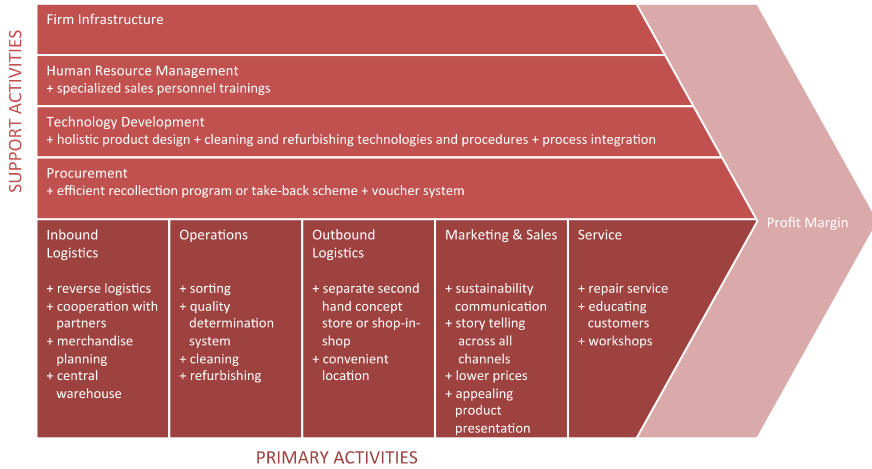 SUPPORT ACTIVITIES
Firm Infrastructure
Human Resource Management
+ specialized sales personnel trainings
Technology Development
+ holistic product design + cleaning and refurbishing technologies and procedures + process integration
Procurement
+ efficient recollection program or take-back scheme + voucher system
Inbound
Logistics
+ reverse logistics
+ cooperation with
partners
+ merchandise
planning
+ central
warehouse
Operations
+ sorting
+ quality
determination
system
+ cleaning
+ refurbishing
Outbound
Logistics
+ separate second
hand concept
store or shop-in-
shop
+ convenient
location
Marketing & Sales
+ sustainability
communication
+ story telling
across all
channels
+ lower prices
+ appealing
product
presentation
Service
+ repair service
+ educating
customers
+ workshops
Profit Margin
PRIMARY ACTIVITIES